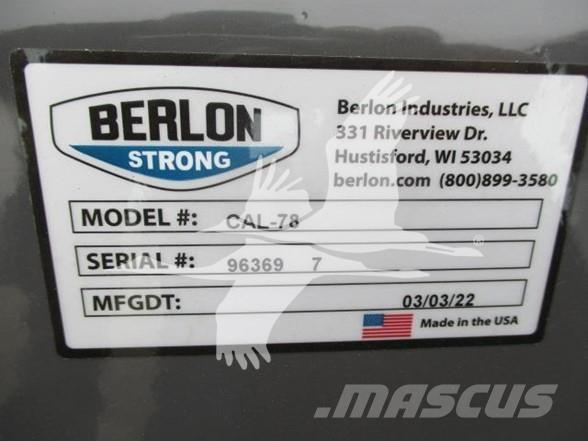 BERLON
STRONG
Berlon Industries, LLC
331 Riverview Dr.
Hustisford, WI 53034
berlon.com (800)899-3580
MODEL #: CAL-78
SERIAL #: 96369 7
MFGDT: 03/03/22
Made in the USA
MASCUS